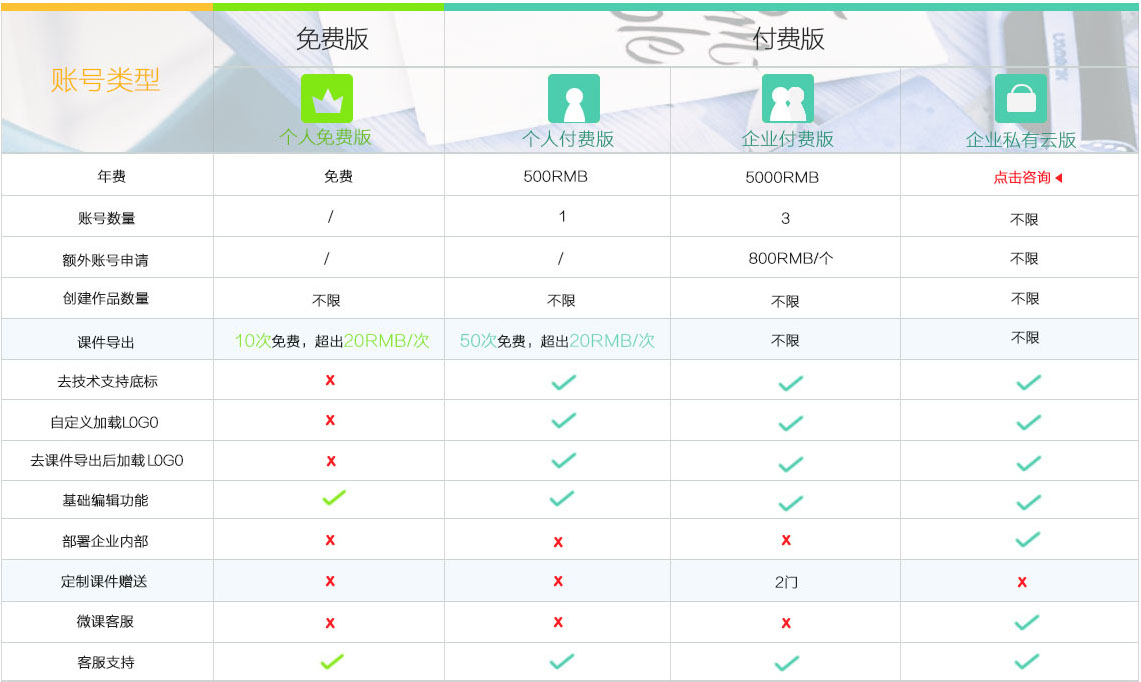 免费版
付费版
账号类型
个人免费版
个人付费版
企业付费版
企业私有云版
年费
免费
500RMB
5000RMB
点击咨询
账号数量
/
1
3
不限
额外账号申请
/
/
800RMB/个
不限
创建作品数量
不限
不限
不限
不限
课件导出
10次免费，超出20RMB/次
50次免费，超出20RMB/次
不限
不限
去技术支持底标
自定义加载LOGO
去课件导出后加载LOGO
基础编辑功能
部署企业内部
定制课件赠送
2门
微课客服
客服支持